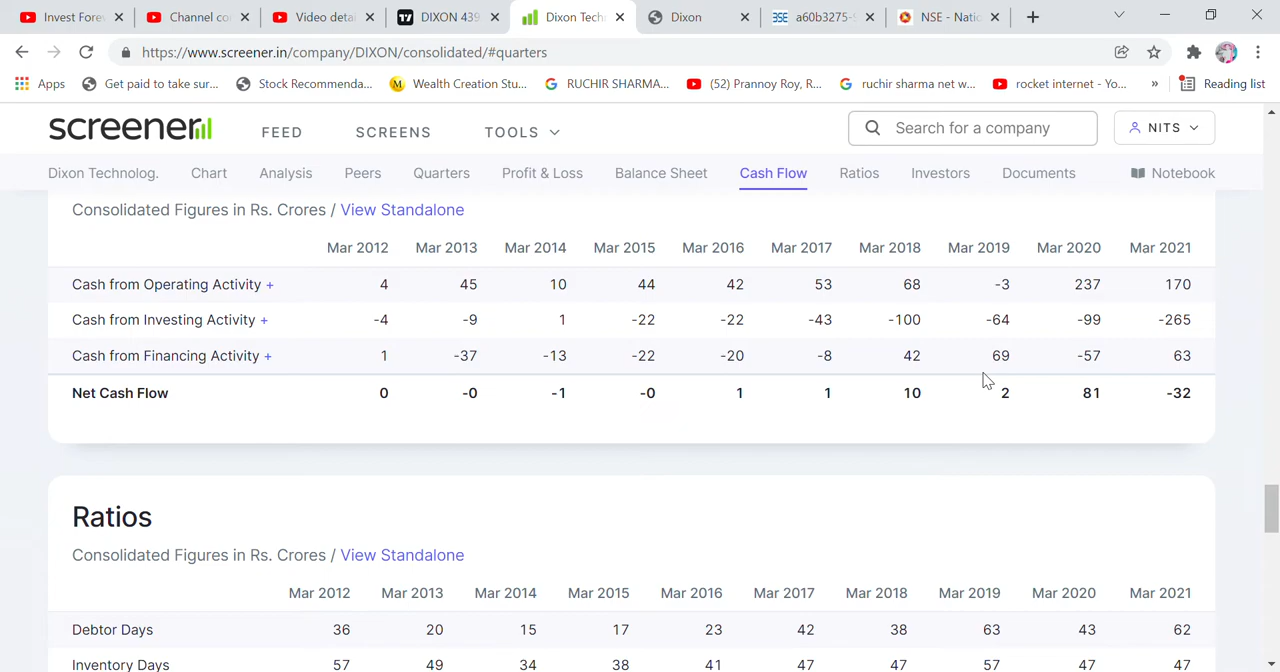 Invest Fore
Channel co
Video deta
DIXON 439
Dixon Tech
Dixon
a60b3275-
NSE - Natio
https://www.screener.in/company/DIXON/consolidated/#quarters
Apps Get paid to take sur... Stock Recommenda... Wealth Creation Stu... RUCHIR SHARMA... (52) Prannoy Roy, R... ruchir sharma net w... rocket internet - Yo... » Reading list
screener FEED SCREENS TOOLS Search for a company NITS
Dixon Technolog. Chart Analysis Peers Quarters Profit & Loss Balance Sheet Cash Flow Ratios Investors Documents Notebook
Consolidated Figures in Rs. Crores / View Standalone
Mar 2012 Mar 2013 Mar 2014 Mar 2015 Mar 2016 Mar 2017 Mar 2018 Mar 2019 Mar 2020 Mar 2021
Cash from Operating Activity + 4 45 10 44 42 53 68 -3 237 170
Cash from Investing Activity + -4 -9 1 -22 -22 -43 -100 -64 -99 -265
Cash from Financing Activity + 1 -37 -13 -22 -20 -8 42 69 -57 63
Net Cash Flow 0 -0 -1 -0 1 1 10 2 81 -32
Ratios
Consolidated Figures in Rs. Crores / View Standalone
Mar 2012 Mar 2013 Mar 2014 Mar 2015 Mar 2016 Mar 2017 Mar 2018 Mar 2019 Mar 2020 Mar 2021
Debtor Days 36 20 15 17 23 42 38 63 43 62
Inventory Days 57 49 34 38 41 47 47 57 47 47